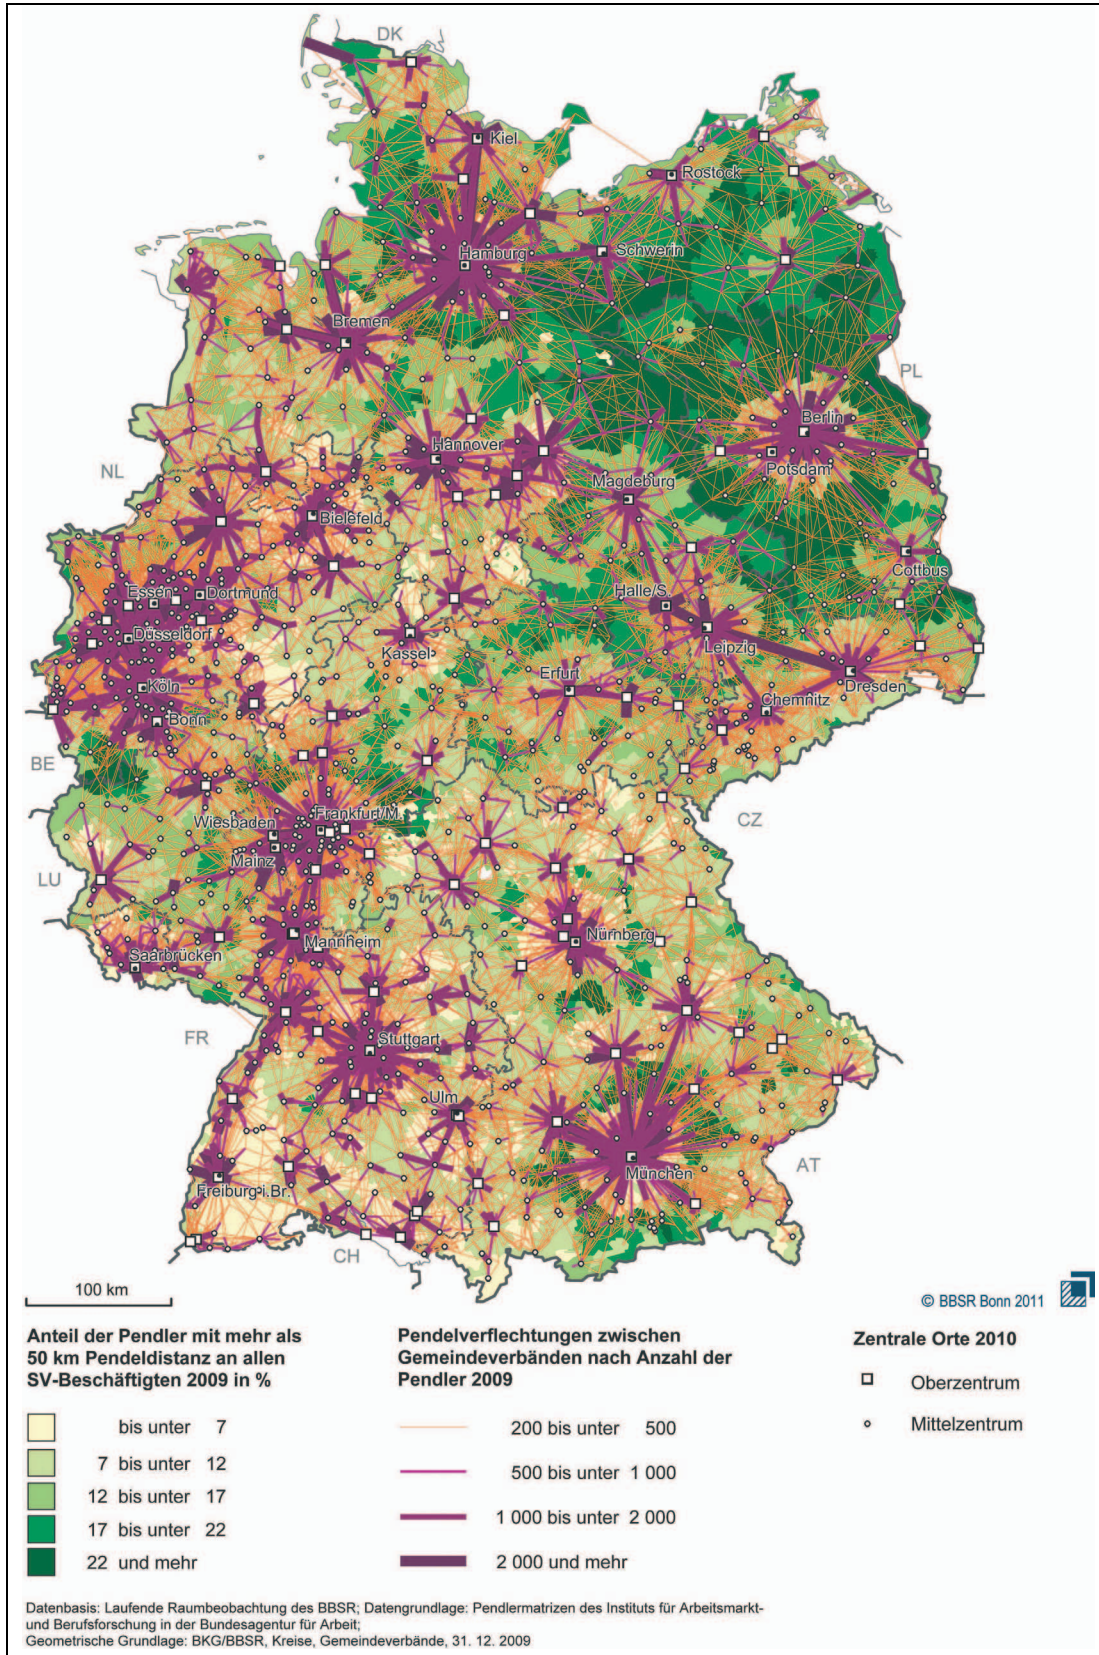 DK
Kiel
Rostock
Hamburg
Schwerin
Bremen
PL
Berlin
Hannover
Potsdam
NL
Magdeburg
Bielefeld
Cottbus
Essen
Dortmund
Halle/S.
Düsseldorf
Leipzig
Kassel
Erfurt
Dresden
Köln
Chemnitz
Bonn
BE
Wiesbaden
Frankfurt/M.
CZ
Mainz
LU
Nürnberg
Mannheim
Saarbrücken
FR
Stuttgart
Ulm
AT
München
Freiburg i.Br.
CH
100 km
© BBSR Bonn 2011
Anteil der Pendler mit mehr als
50 km Pendeldistanz an allen
SV-Beschäftigten 2009 in %
bis unter 7
7 bis unter 12
12 bis unter 17
17 bis unter 22
22 und mehr
Pendelverflechtungen zwischen
Gemeindeverbänden nach Anzahl der
Pendler 2009
200 bis unter 500
500 bis unter 1 000
1 000 bis unter 2 000
2 000 und mehr
Zentrale Orte 2010
Oberzentrum
Mittelzentrum
Datenbasis: Laufende Raumbeobachtung des BBSR; Datengrundlage: Pendlermatrizen des Instituts für Arbeitsmarkt-
und Berufsforschung in der Bundesagentur für Arbeit;
Geometrische Grundlage: BKG/BBSR, Kreise, Gemeindeverbände, 31. 12. 2009